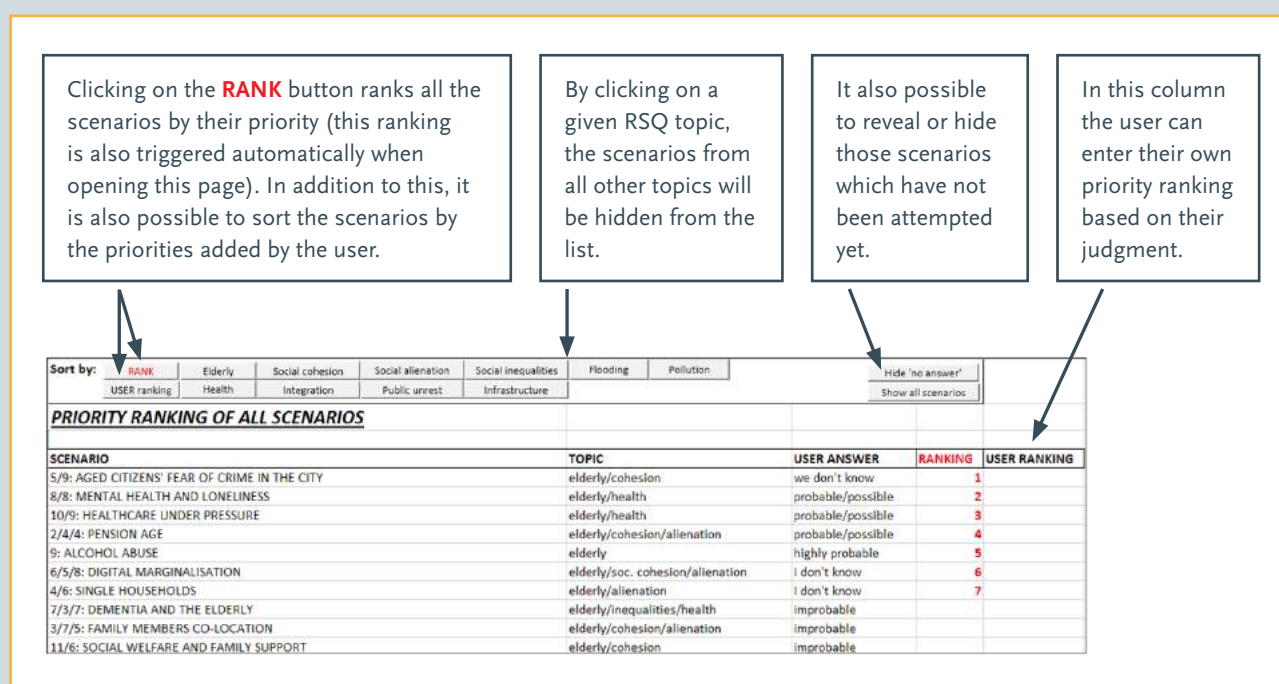 Clicking on the RANK button ranks all the
scenarios by their priority (this ranking
is also triggered automatically when
opening this page). In addition to this, it
is also possible to sort the scenarios by
the priorities added by the user.
By clicking on a
given RSQ topic,
the scenarios from
all other topics will
be hidden from the
list.
It also possible
to reveal or hide
those scenarios
which have not
been attempted
yet.
In this column
the user can
enter their own
priority ranking
based on their
judgment.
Sort by: RANK Elderly Social cohesion Social alienation Social inequalities Flooding Pollution Hide 'no answer'
USER ranking Health Integration Public unrest Infrastructure Show all scenarios
PRIORITY RANKING OF ALL SCENARIOS
SCENARIO TOPIC USER ANSWER RANKING USER RANKING
5/9: AGED CITIZENS' FEAR OF CRIME IN THE CITY elderly/cohesion we don't know 1
8/8: MENTAL HEALTH AND LONELINESS elderly/health probable/possible 2
10/9: HEALTHCARE UNDER PRESSURE elderly/health probable/possible 3
2/4/4: PENSION AGE elderly/cohesion/alienation probable/possible 4
9: ALCOHOL ABUSE elderly highly probable 5
6/5/8: DIGITAL MARGINALISATION elderly/soc. cohesion/alienation I don't know 6
4/6: SINGLE HOUSEHOLDS elderly/alienation I don't know 7
7/3/7: DEMENTIA AND THE ELDERLY elderly/inequalities/health improbable
3/7/5: FAMILY MEMBERS CO-LOCATION elderly/cohesion/alienation improbable
11/6: SOCIAL WELFARE AND FAMILY SUPPORT elderly/cohesion improbable